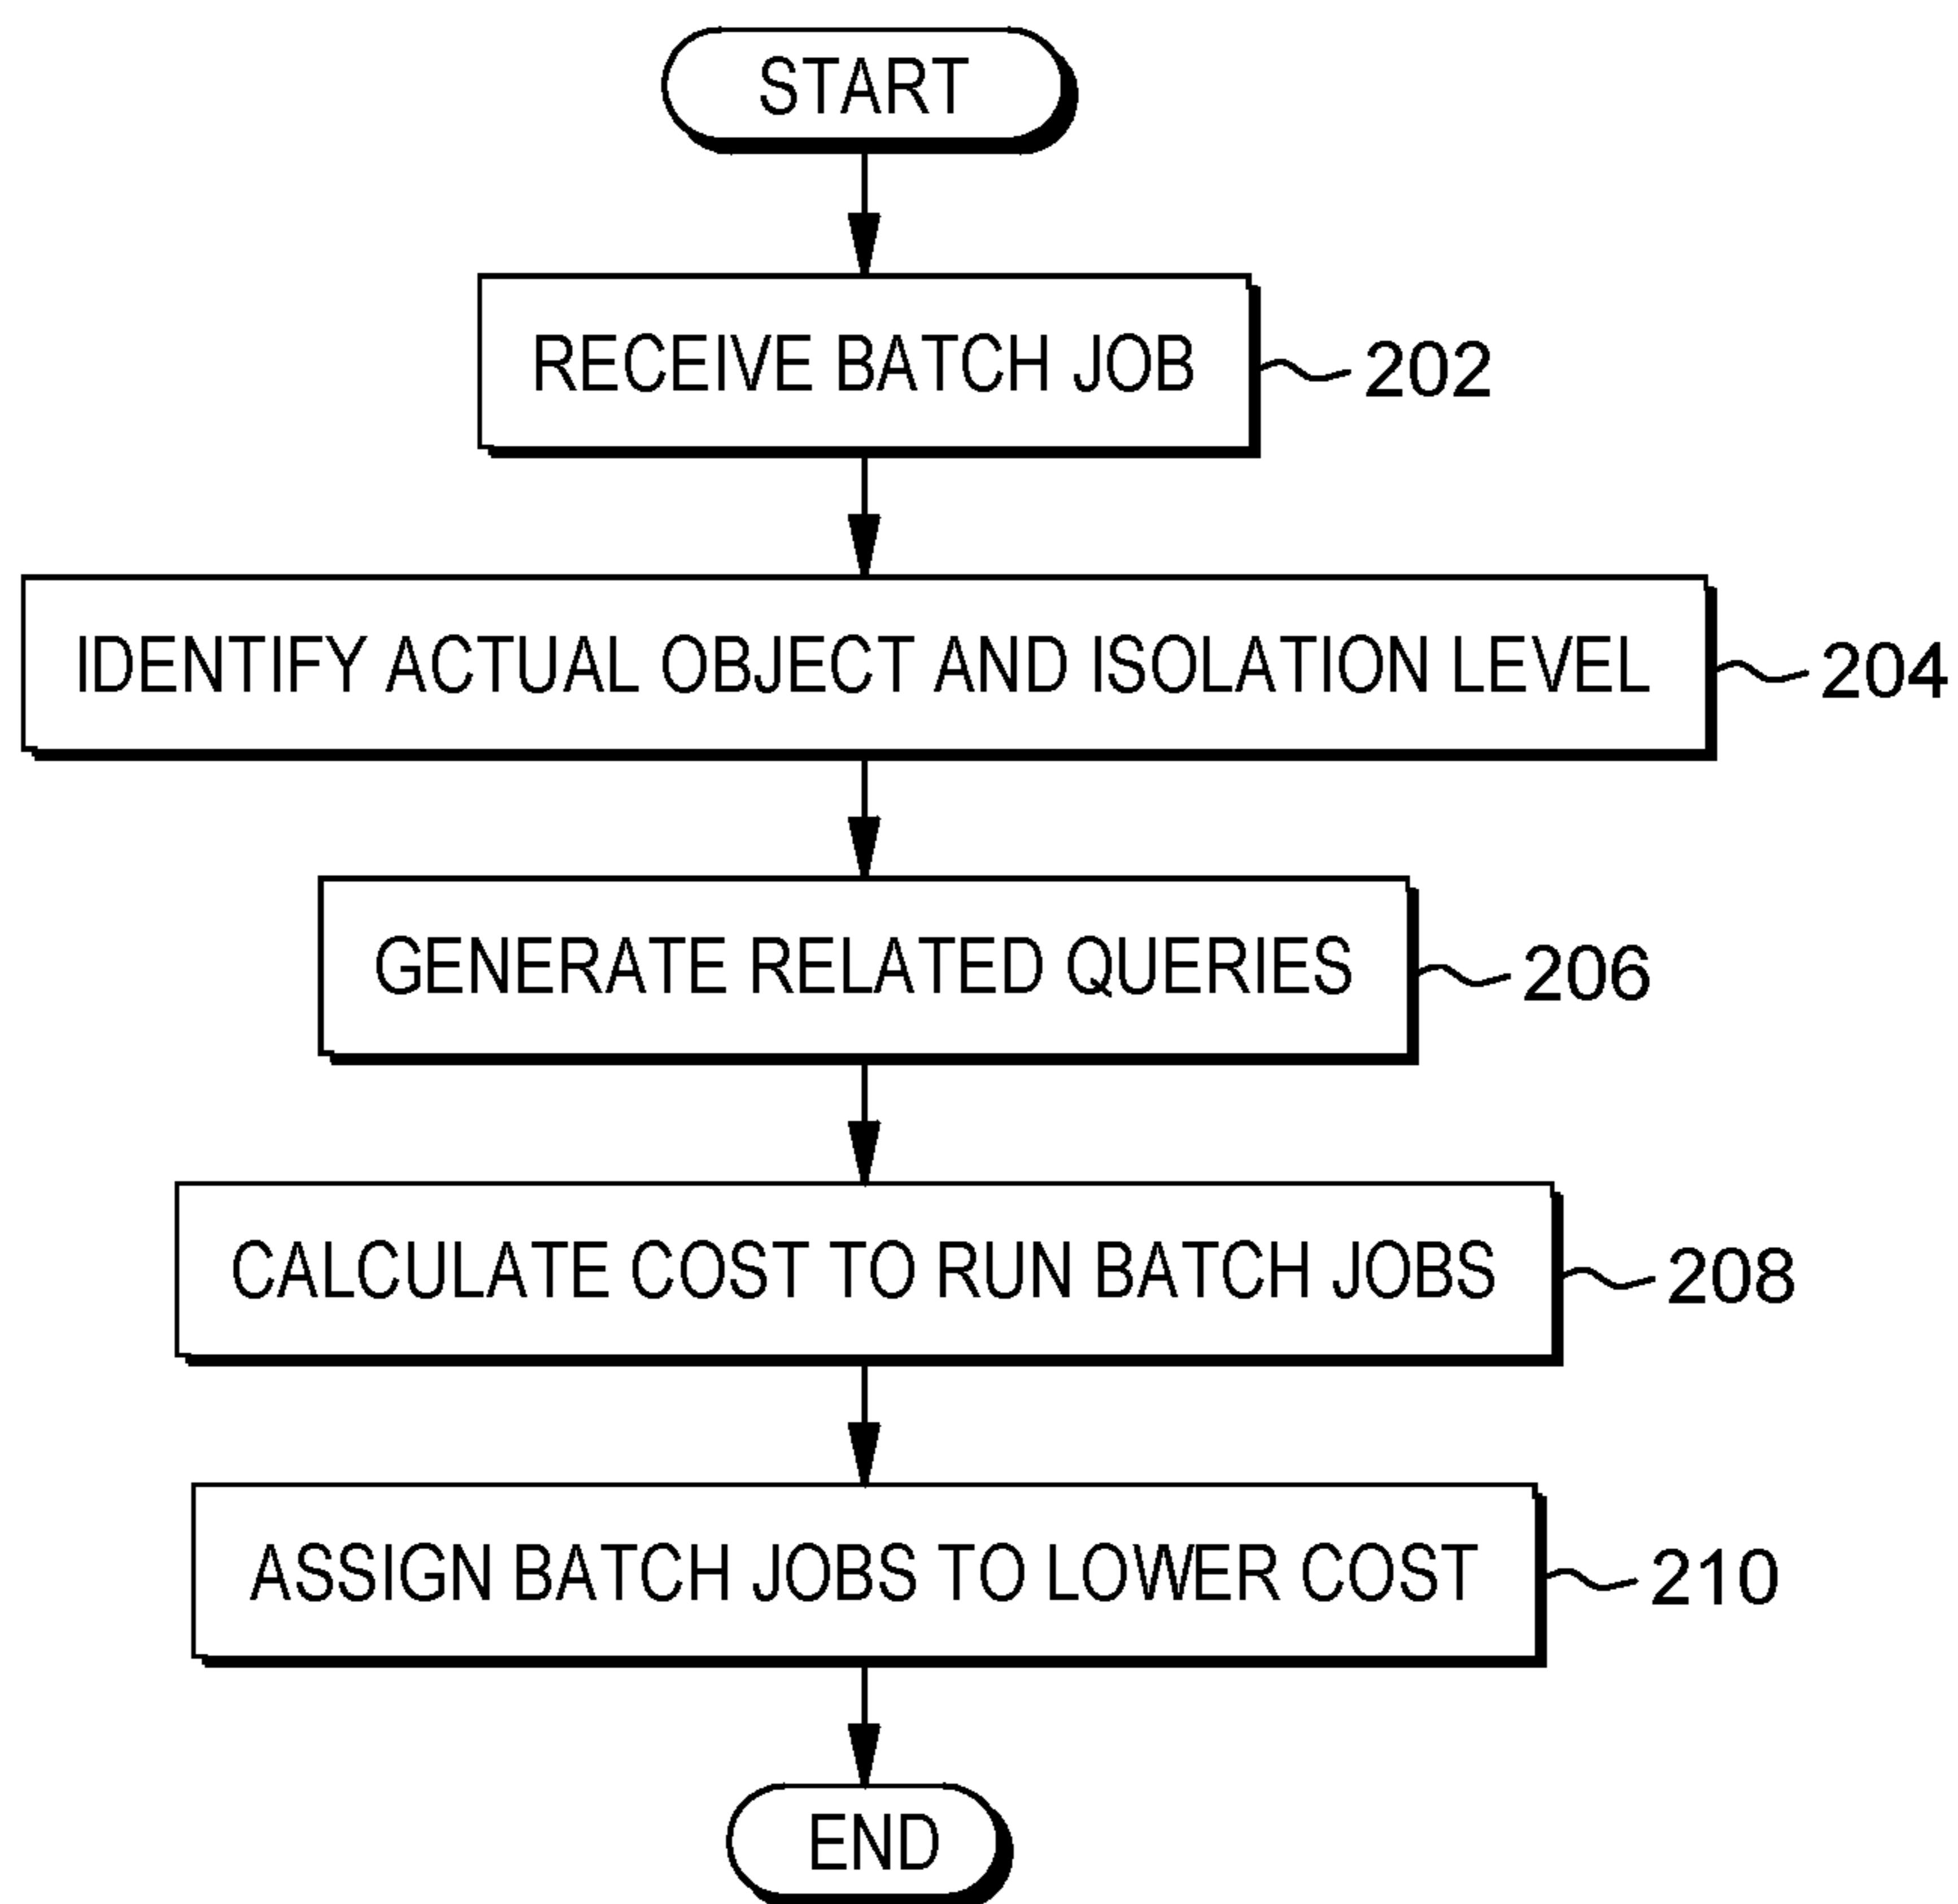 START
RECEIVE BATCH JOB
202
IDENTIFY ACTUAL OBJECT AND ISOLATION LEVEL
204
GENERATE RELATED QUERIES
206
CALCULATE COST TO RUN BATCH JOBS
208
ASSIGN BATCH JOBS TO LOWER COST
210
END